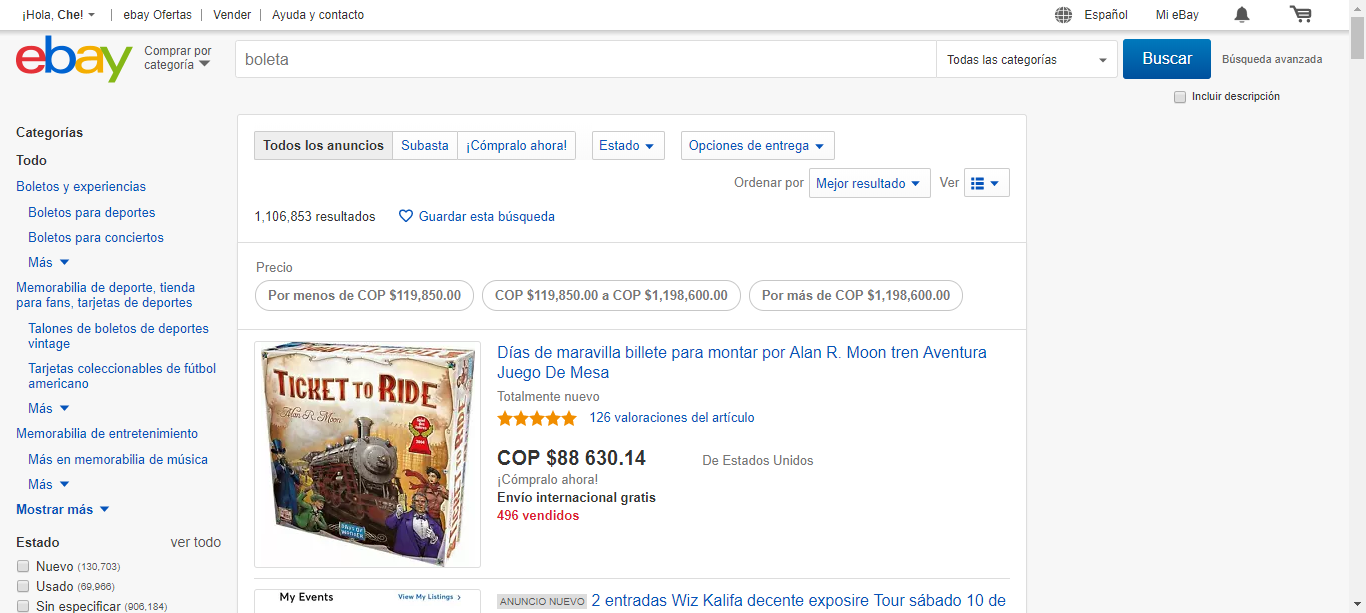 ¡Hola, Che!
ebay Ofertas
Vender
Ayuda y contacto
Español
Mi eBay
ebay
Comprar por
categoría
boleta
Todas las categorías
Buscar
Búsqueda avanzada
Incluir descripción
Categorías
Todo
Boletos y experiencias
Boletos para deportes
Boletos para conciertos
Más
Memorabilia de deporte, tienda
para fans, tarjetas de deportes
Talones de boletos de deportes
vintage
Tarjetas coleccionables de fútbol
americano
Más
Memorabilia de entretenimiento
Más en memorabilia de música
Más
Mostrar más
Estado
ver todo
Nuevo (130,703)
Usado (69,966)
Sin especificar (906,184)
Todos los anuncios
Subasta
¡Cómpralo ahora!
Estado
Opciones de entrega
Ordenar por
Mejor resultado
Ver
1,106,853 resultados
Guardar esta búsqueda
Precio
Por menos de COP $119,850.00
COP $119,850.00 a COP $1,198,600.00
Por más de COP $1,198,600.00
TICKET TO RIDE
Alan R. Moon
DAYS OF
WONDER
Días de maravilla billete para montar por Alan R. Moon tren Aventura
Juego De Mesa
Totalmente nuevo
126 valoraciones del artículo
COP $88 630.14
De Estados Unidos
¡Cómpralo ahora!
Envío internacional gratis
496 vendidos
My Events
View My Listings >
ANUNCIO NUEVO 2 entradas Wiz Kalifa decente exposire Tour sábado 10 de